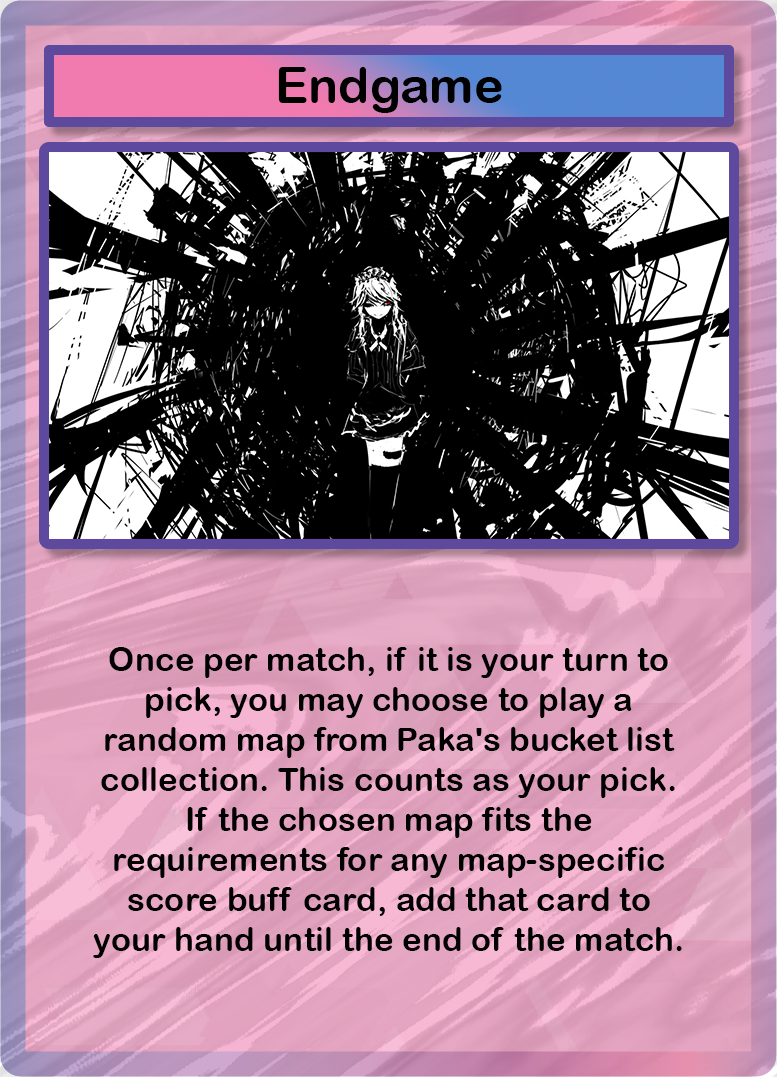 Endgame
Once per match, if it is your turn to
pick, you may choose to play a
random map from Paka's bucket list
collection. This counts as your pick.
If the chosen map fits the
requirements for any map-specific
score buff card, add that card to
your hand until the end of the match.